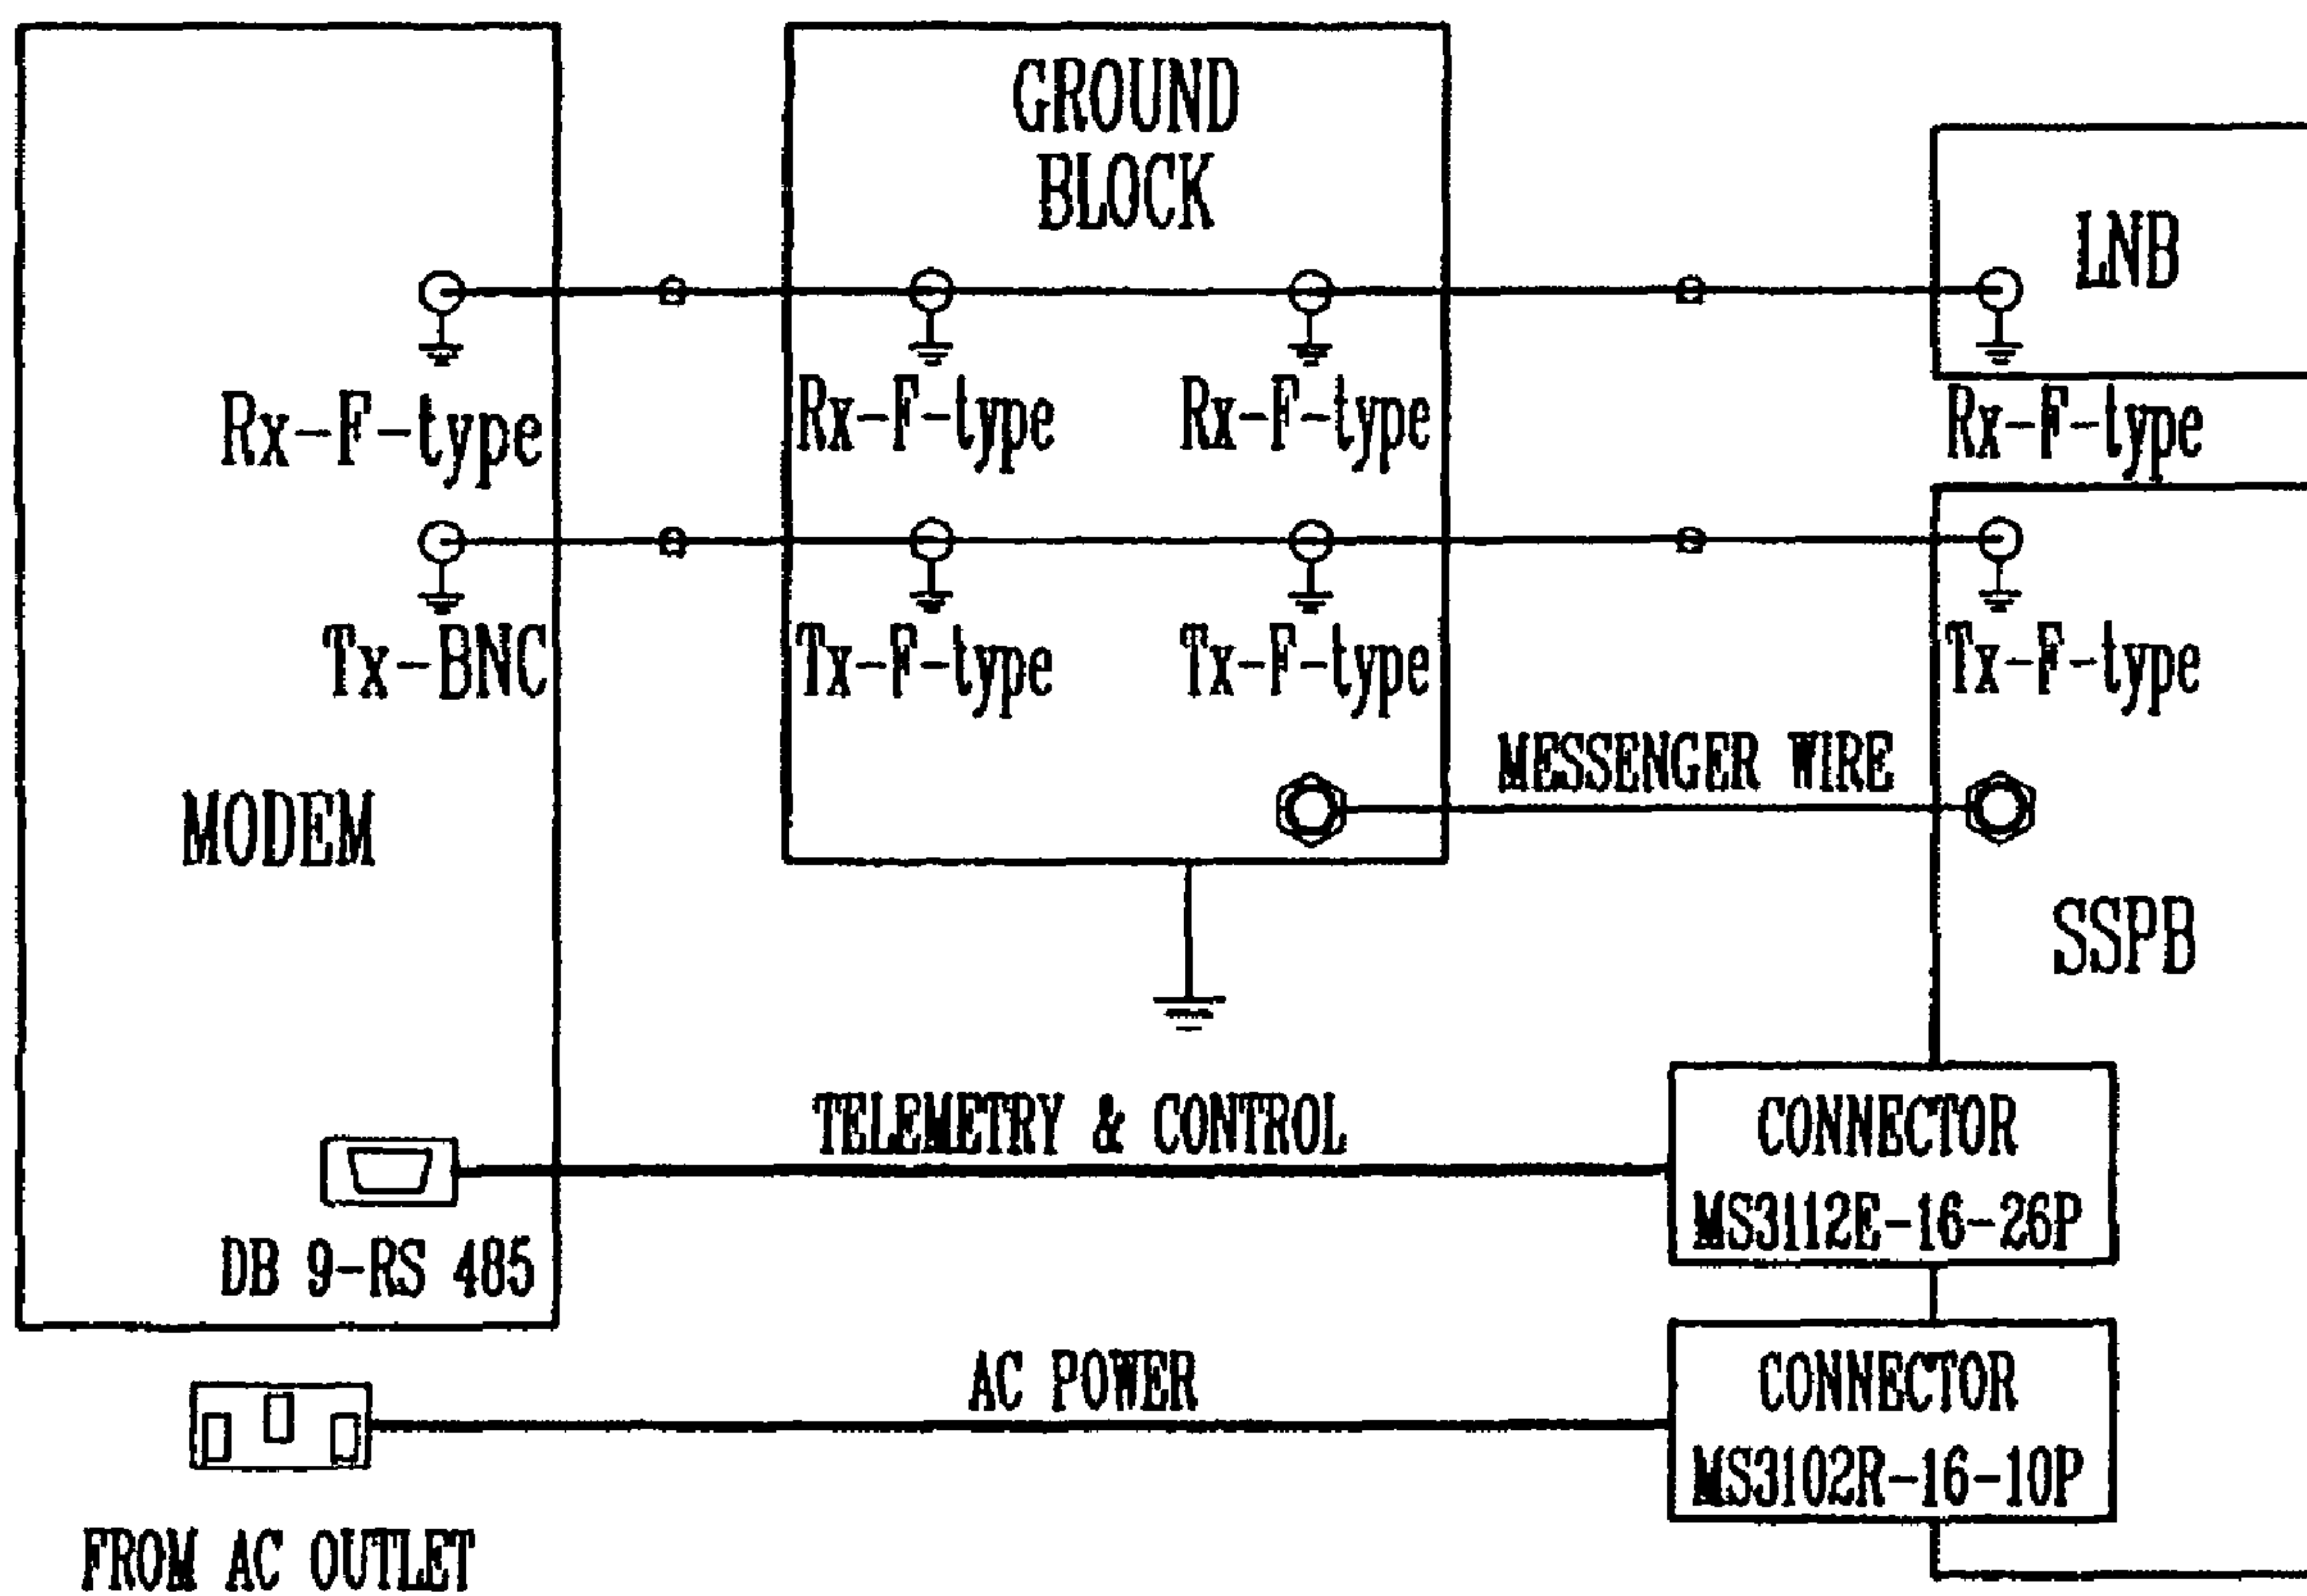 GROUND
BLOCK
LNB
Rx-F-type
Rx-F-type
Rx-F-type
Rx-F-type
Tx-BNC
Tx-F-type
Tx-F-type
Tx-F-type
MESSENGER WIRE
MODEM
SSPB
TELEMETRY & CONTROL
CONNECTOR
MS3112E-16-26P
DB 9-RS 485
AC POWER
CONNECTOR
MS3102R-16-10P
FROM AC OUTLET